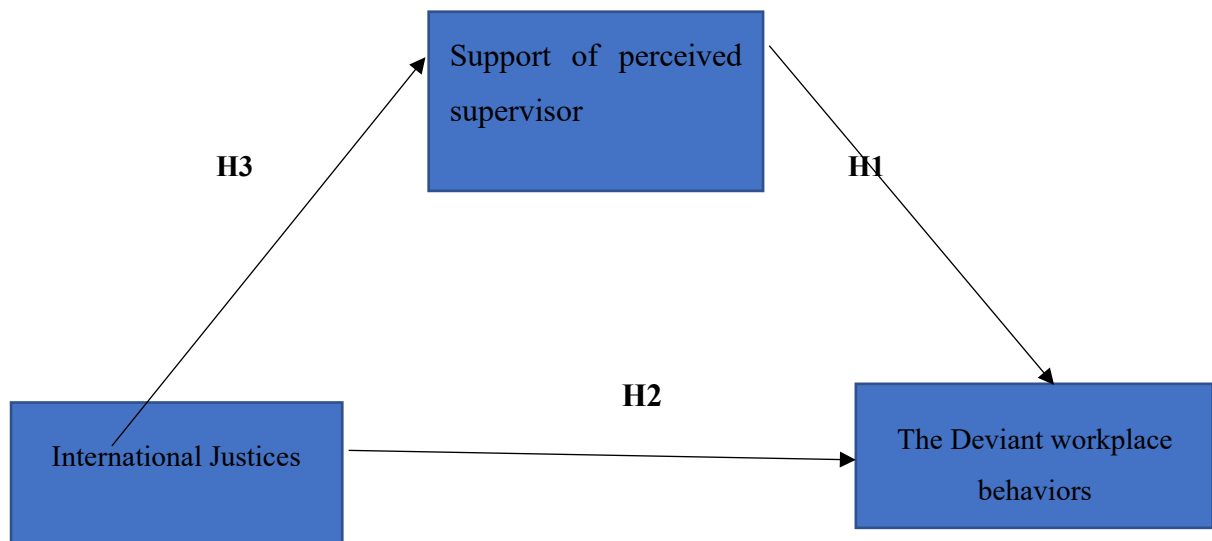 Support of perceived
supervisor
H3
H1
H2
International Justices
The Deviant workplace
behaviors